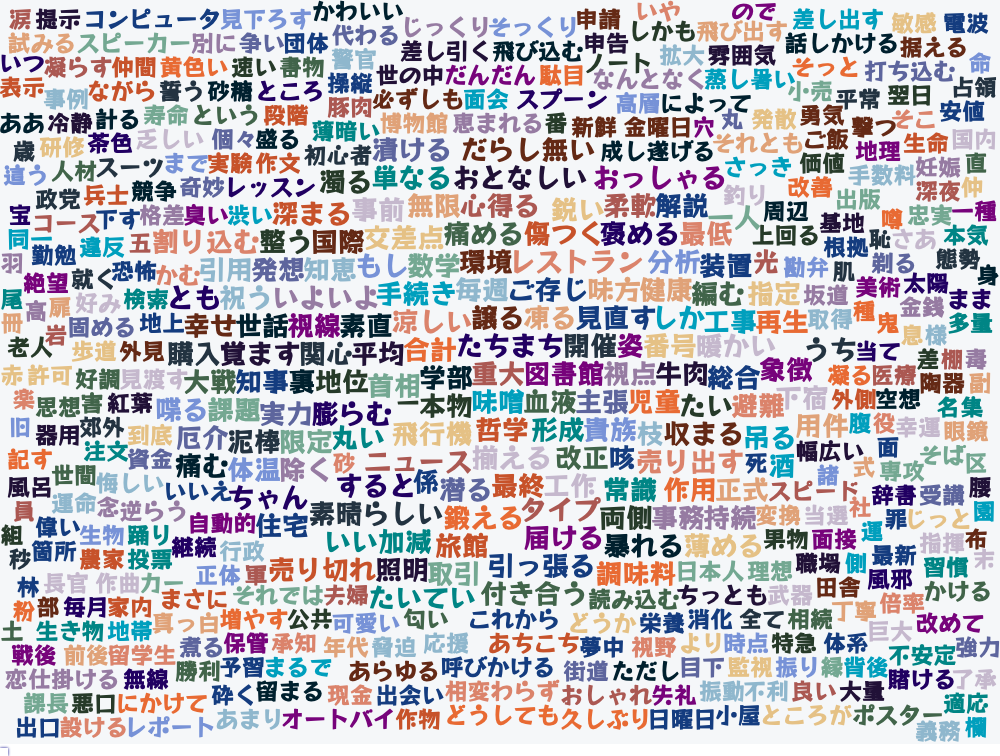 涙 提示 コンピュータ 見下ろす かわいい じっくり そっくり 申請 いや ので 差し出す 敏感 電波
試みる スピーカー 別に 争い 団体 代わる 差し引く 飛び込む 申告 しかも 飛び出す 話しかける 据える
いつ 凝らす 仲間 黄色い 速い 書物 警官 世の中 だんだん 駄目 ノート 拡大 雰囲気 そっと 打ち込む 命
表示 事例 ながら 誓う 砂糖 ところ 操縦 豚肉 必ずしも 面会 スプーン なんとなく 蒸し暑い 小売 平常 翌日 占領
ああ 冷静 計る 寿命 という 段階 薄暗い 博物館 恵まれる 番 新鮮 高層 によって 金曜日 穴 丸 発散 勇気 撃つ そこ 安値
歳 研修 茶色 乏しい 個々 盛る 初心者 漬ける だらし無い 成し遂げる それとも ご飯 地理 生命 国内
違う 人材 スーツ まで 実験 作文 濁る 単なる おとなしい おっしゃる さっき 価値 手数料 妊娠 直
政党 兵士 競争 奇妙 レッスン 釣り 改善 出版 深夜 仲
宝 コース 下す 格差 臭い 渋い 深まる 事前 無限 心得る 鋭い 柔軟 解説 一人 周辺 基地 噂 忠実 一種
同一 勤勉 違反 五 割り込む 整う 国際 交差点 痛める 傷つく 褒める 最低 上回る 根拠 恥 さあ 本気
羽 絶望 就く 恐怖 かむ 引用 発想 知恵 もし 数学 環境 レストラン 分析 装置 光 勘弁 肌 剃る 態勢 身
尾 高 扉 好み 検索 とも 祝う いよいよ 手続き 毎週 ご存じ 味方 健康 編む 指定 坂道 美術 太陽 まま
冊 岩 固める 地上 幸せ 世話 視線 素直 涼しい 譲る 凍る 見直す しか 工事 再生 取得 種 鬼 金銭 息 様 多量
老人 歩道 外見 購入 覚ます 関心 平均 合計 たちまち 開催 姿 番号 暖かい うち 当て 差 棚 毒
赤 許可 好調 見渡す 大戦 知事 裏 地位 首相 学部 重大 図書館 視点 牛肉 総合 象徴 凝る 医療 陶器 尉
楽 思想 害 紅葉 喋る 課題 実力 膨らむ 一本 物 味噌 血液 主張 児童 たい 避難 下宿 外側 空想 名 集
旧 器用 郊外 到底 厄介 泥棒 限定 丸い 飛行機 哲学 形成 貴族 枝 収まる 吊る 用件 腹 役 幸運 眼鏡
記す 注文 資金 痛む 体温 除く 砂 ニュース 揃える 改正 咳 売り出す 死 酒 幅広い 面 そば 区
風呂 世間 悔しい いいえ ちゃん すると 係 潜る 最終 工作 常識 作用 正式 スピード 諸 式 専攻 腰
員 運命 念 逆らう 自動的 住宅 素晴らしい 鍛える タイプ 両側 事務 持続 変換 当選 社 辞書 受講 園
組 偉い 生物 踊り 継続 行政 いい加減 旅館 届ける 暴れる 薄める 果物 面接 運 罪 じっと 指揮 布
秒 箇所 農家 投票 正体 軍 売り切れ 照明 取引 引っ張る 調味料 日本人 理想 職場 側 最新 習慣 末
林 長官 作曲 カー まさに それでは 夫婦 たいてい 付き合う 読み込む ちっとも 武器 田舎 風邪 かける
粉 部 毎月 家内 真っ白 増やす 公共 可愛い 匂い これから どうか 栄養 消化 全て 相続 丁寧 倍率 改めて
土 生き物 地帯 煮る 保管 承知 年代 脅迫 応援 あちこち 夢中 視野 より 時点 特急 体系 巨大 不安定 強力
戦後 前後 留学生 勝利 予習 まるで あらゆる 呼びかける 街道 ただし 目下 監視 振り 緑 背後 賭ける 了承
恋 仕掛ける 無線 砕く 留まる 現金 出会い 相変わらず おしゃれ 失礼 振動 不利 良い 大量 適応
課長 悪口 にかけて
出口 設ける レポート あまり オートバイ 作物 どうしても 久しぶり 日曜日 小屋 ところが ポスター 義務 欄